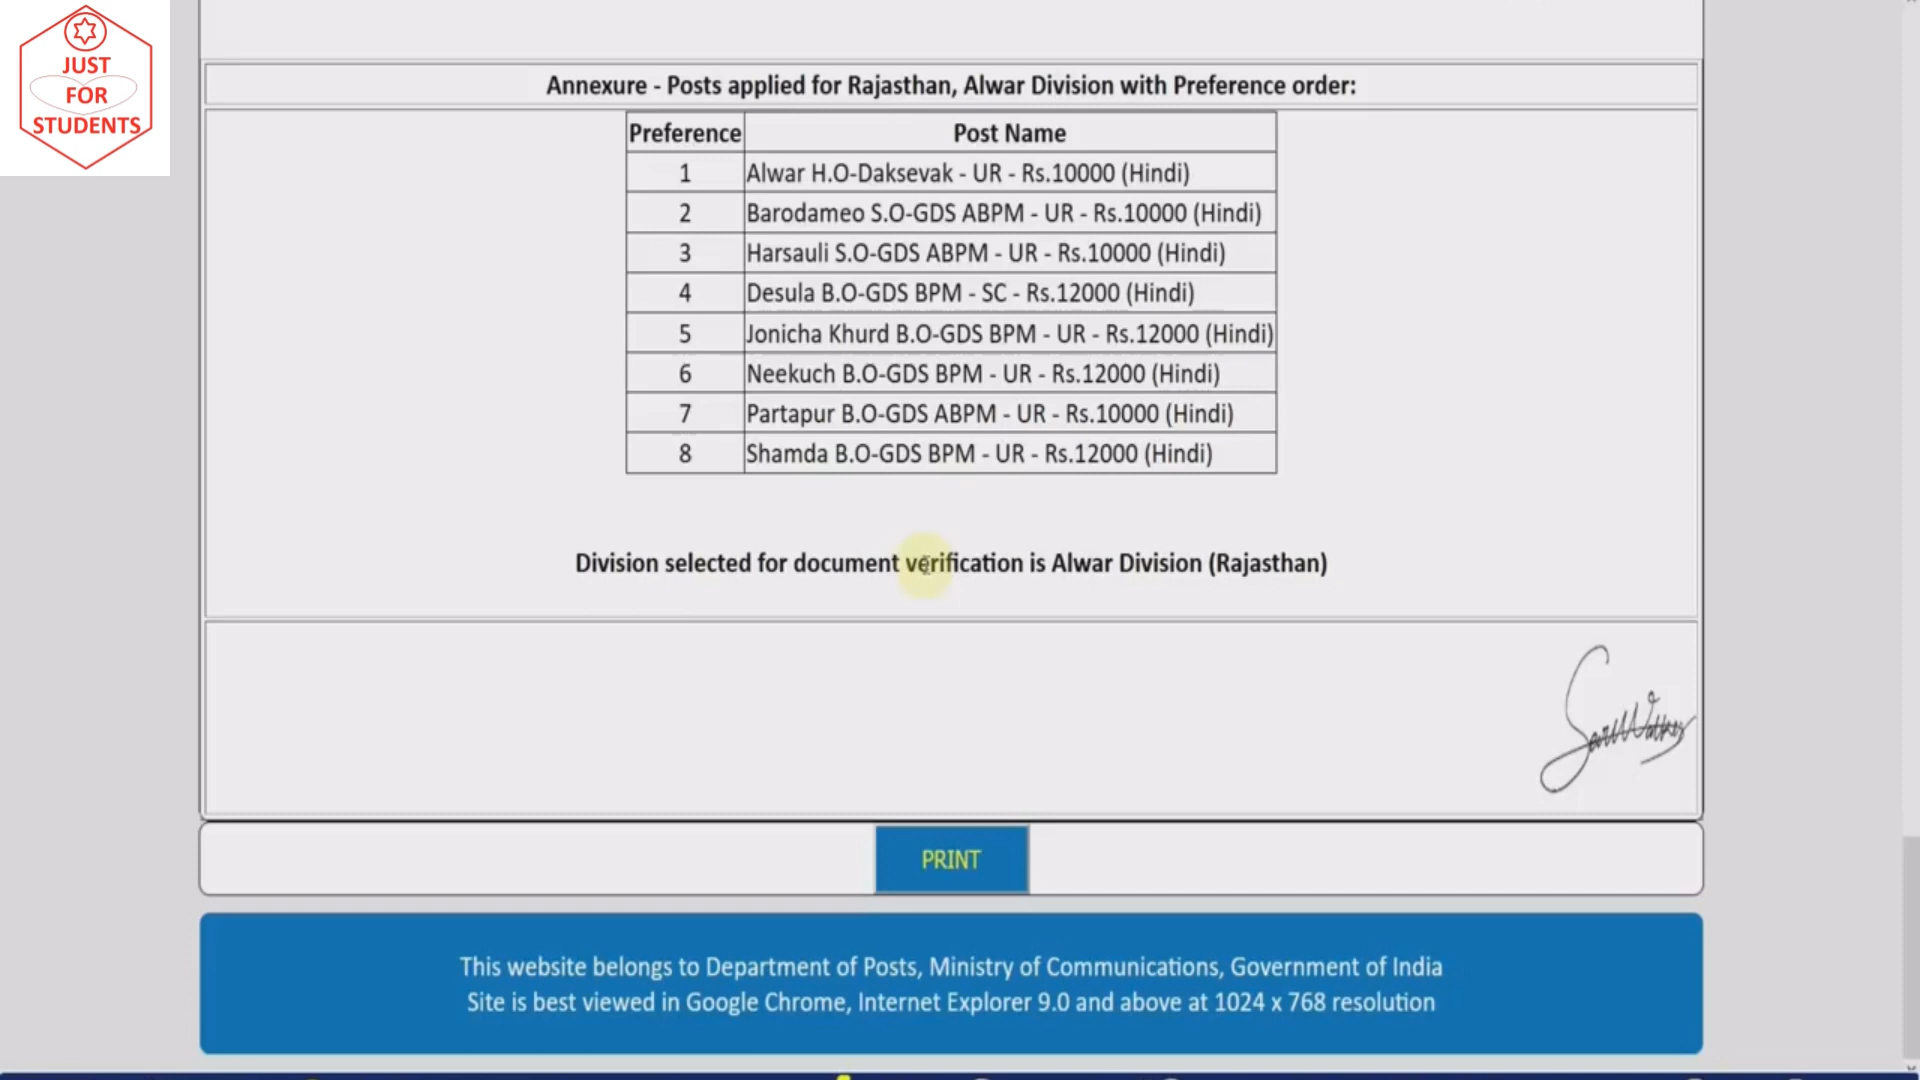 JUST
FOR
STUDENTS
Annexure - Posts applied for Rajasthan, Alwar Division with Preference order:
Preference Post Name
1 Alwar H.O-Daksevak - UR - Rs.10000 (Hindi)
2 Barodameo S.O-GDS ABPM - UR - Rs.10000 (Hindi)
3 Harsauli S.O-GDS ABPM - UR - Rs.10000 (Hindi)
4 Desula B.O-GDS BPM - SC - Rs.12000 (Hindi)
5 Jonicha Khurd B.O-GDS BPM - UR - Rs.12000 (Hindi)
6 Neekuch B.O-GDS BPM - UR - Rs.12000 (Hindi)
7 Partapur B.O-GDS ABPM - UR - Rs.10000 (Hindi)
8 Shamda B.O-GDS BPM - UR - Rs.12000 (Hindi)
Division selected for document verification is Alwar Division (Rajasthan)
PRINT
This website belongs to Department of Posts, Ministry of Communications, Government of India
Site is best viewed in Google Chrome, Internet Explorer 9.0 and above at 1024 x 768 resolution